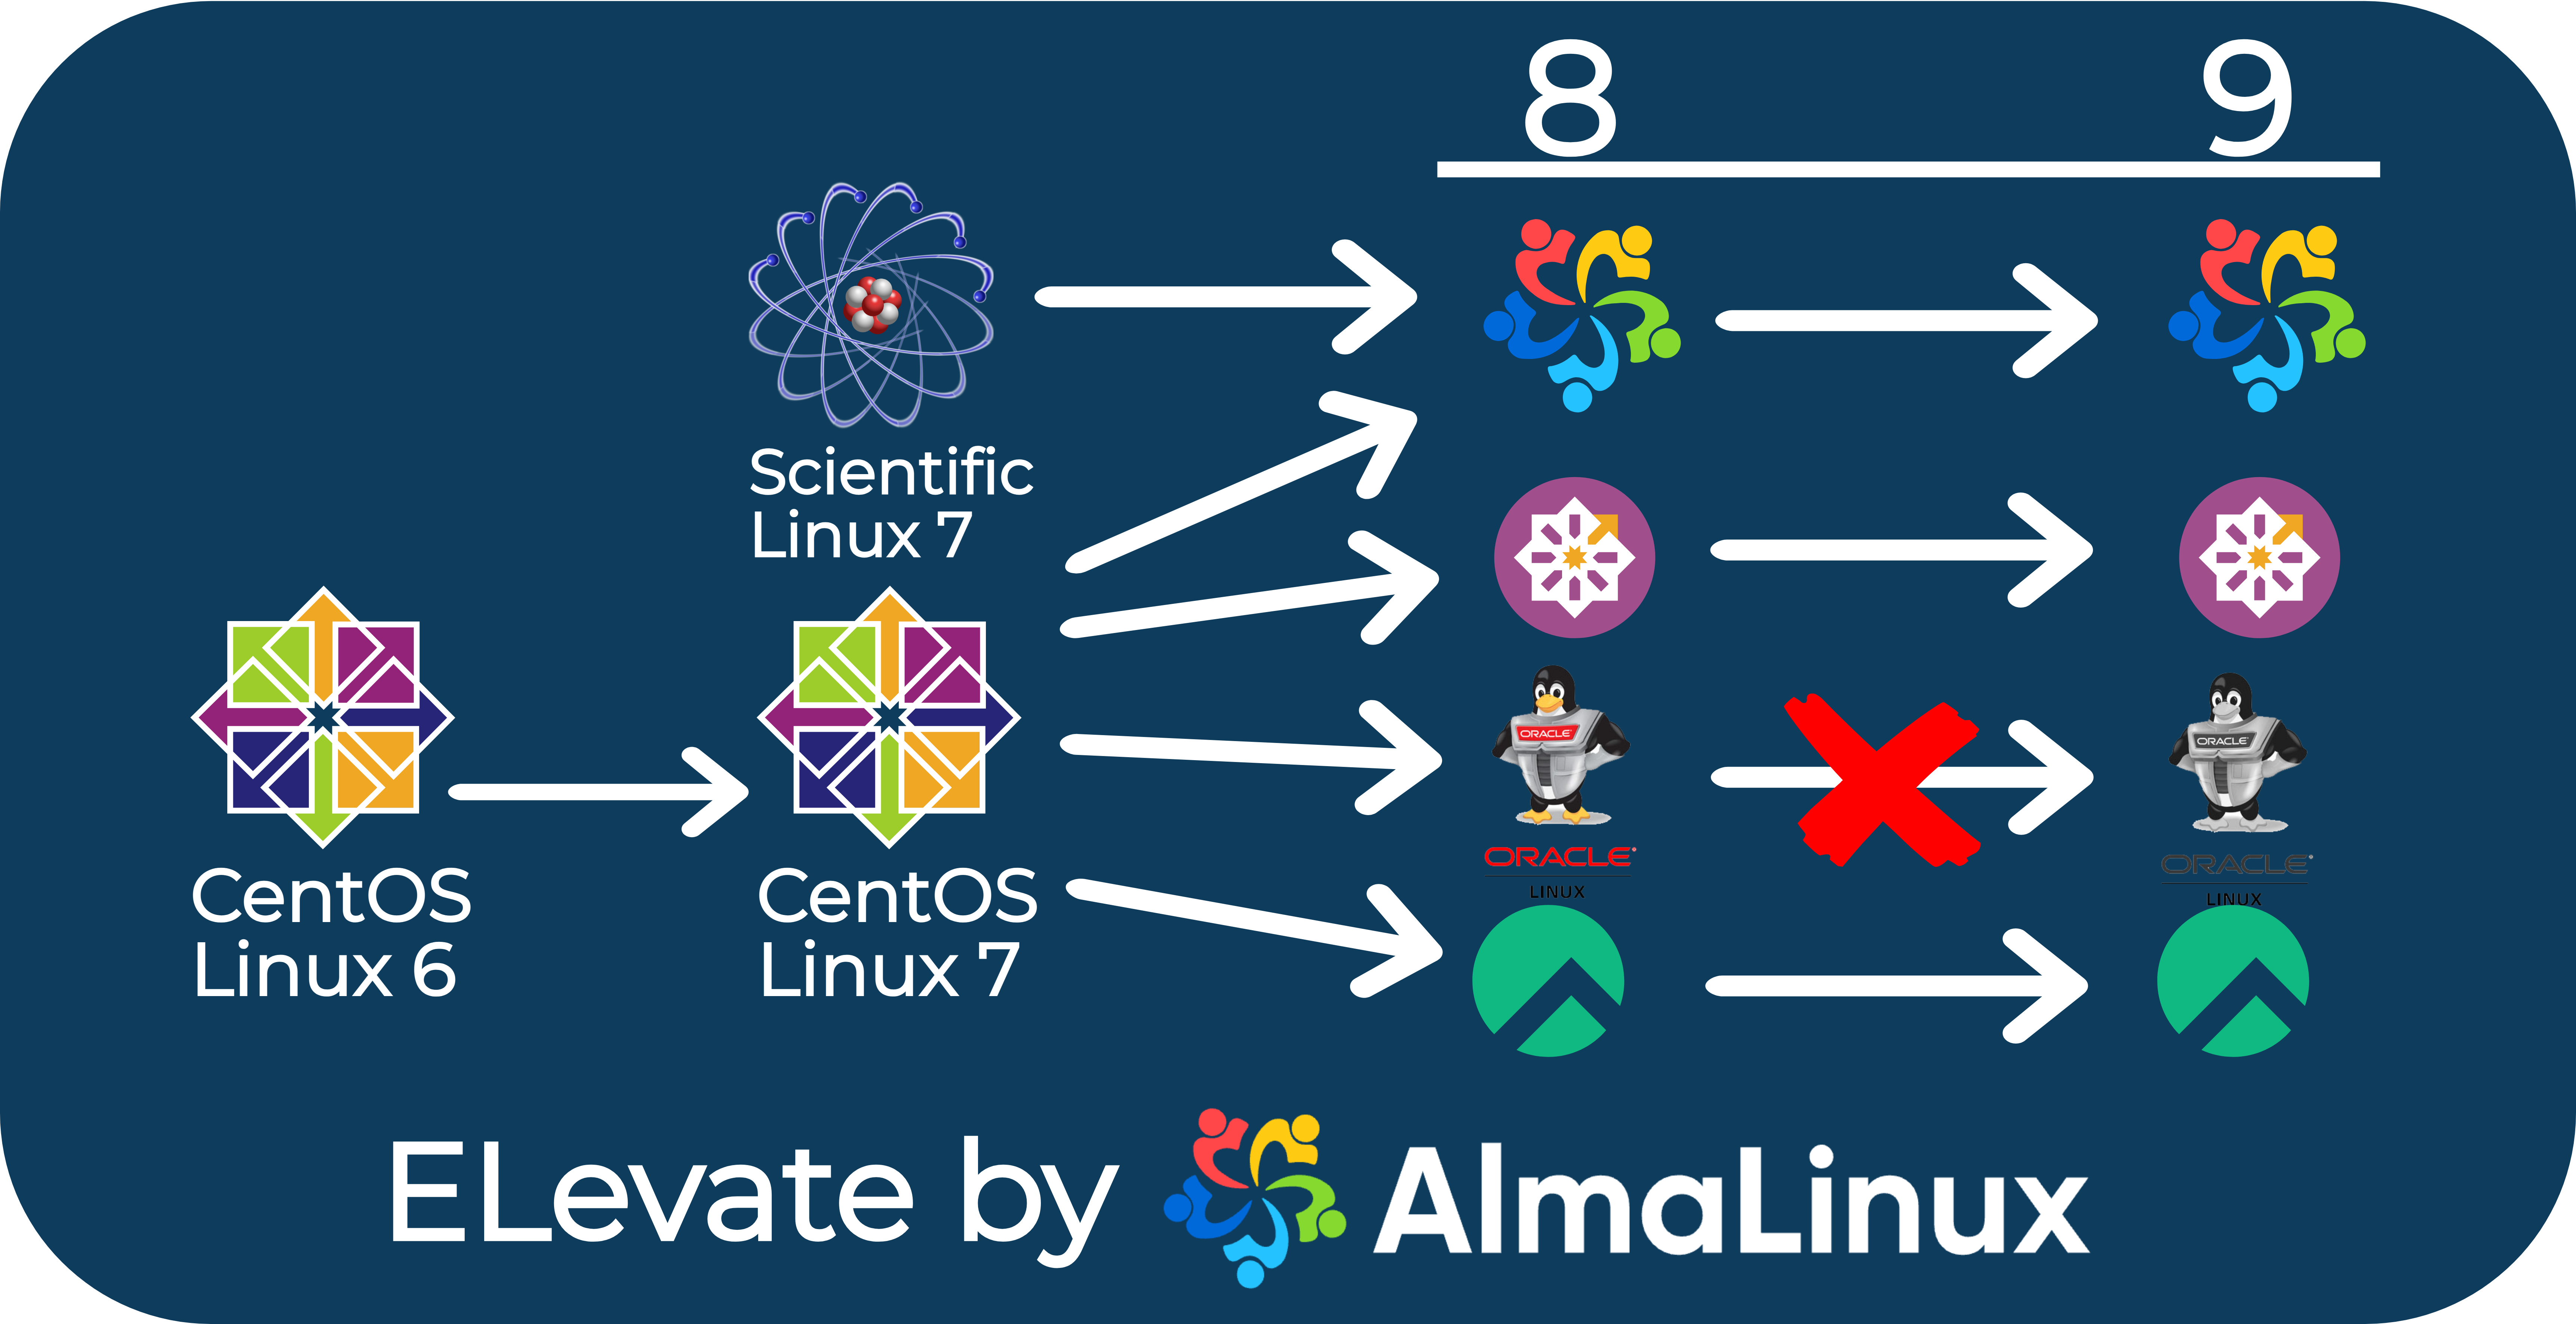 8
9
Scientific
Linux 7
CentOS
Linux 6
CentOS
Linux 7
ORACLE
ORACLE
LINUX
ORACLE
ORACLE
LINUX
ELevate by AlmaLinux